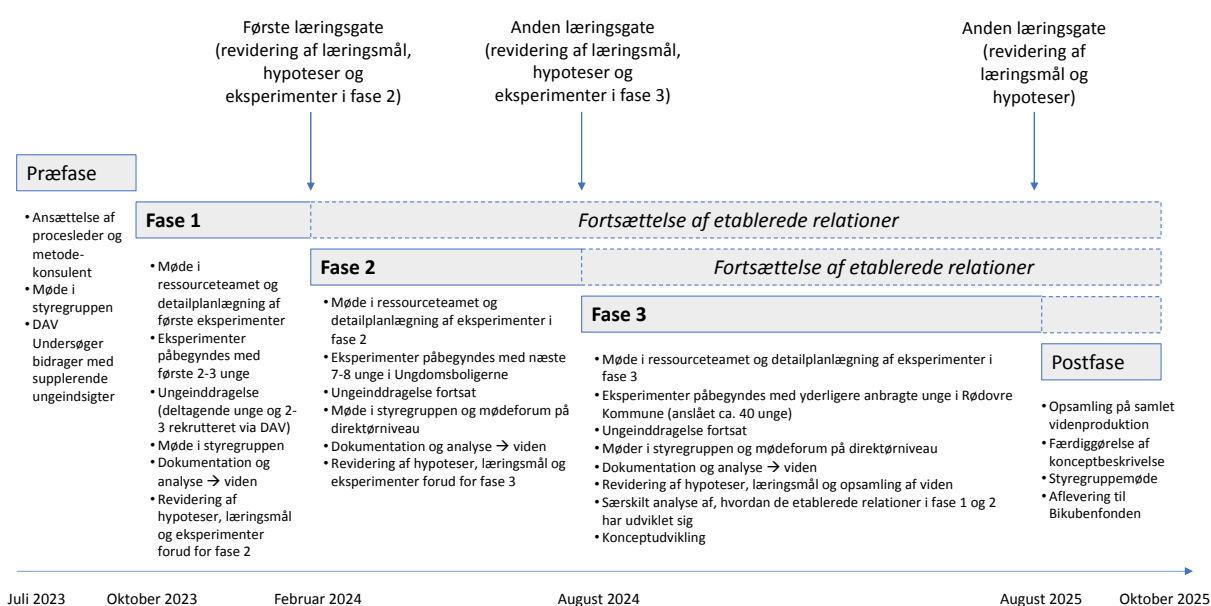 Første læringsgate
(revidering af læringsmål,
hypoteser og
eksperimenter i fase 2)
Anden læringsgate
(revidering af læringsmål,
hypoteser og
eksperimenter i fase 3)
Anden læringsgate
(revidering af
læringsmål og
hypoteser)
Præfase
• Ansættelse af
procesleder og
metode-
konsulent
• Møde i
styregruppen
• DAV
Undersøger
bidrager med
supplerende
ungeindsigter
Fase 1
Fortsættelse af etablerede relationer
• Møde i
ressourceteamet og
detailplanlægning af
første eksperimenter
• Eksperimenter
påbegyndes med
første 2-3 unge
• Ungeinddragelse
(deltagende unge og 2-
3 rekrutteret via DAV)
• Møde i styregruppen
• Dokumentation og
analyse → viden
• Revidering af
hypoteser, læringsmål
og eksperimenter
forud for fase 2
Fase 2
Fortsættelse af etablerede relationer
• Møde i ressourceteamet og
detailplanlægning af eksperimenter i
fase 2
• Eksperimenter påbegyndes med næste
7-8 unge i Ungdomsboligerne
• Ungeinddragelse fortsat
• Møde i styregruppen og mødeforum på
direktørniveau
• Dokumentation og analyse → viden
• Revidering af hypoteser, læringsmål og
eksperimenter forud for fase 3
Fase 3
• Møde i ressourceteamet og detailplanlægning af eksperimenter i
fase 3
• Eksperimenter påbegyndes med yderligere anbragte unge i Rødovre
Kommune (anslået ca. 40 unge)
• Ungeinddragelse fortsat
• Møder i styregruppen og mødeforum på direktørniveau
• Dokumentation og analyse → viden
• Revidering af hypoteser, læringsmål og opsamling af viden
• Særskilt analyse af, hvordan de etablerede relationer i fase 1 og 2
har udviklet sig
• Konceptudvikling
Postfase
• Opsamling på samlet
videnproduktion
• Færdiggørelse af
konceptbeskrivelse
• Styregruppemøde
• Aflevering til
Bikubenfonden
Juli 2023
Oktober 2023
Februar 2024
August 2024
August 2025
Oktober 2025